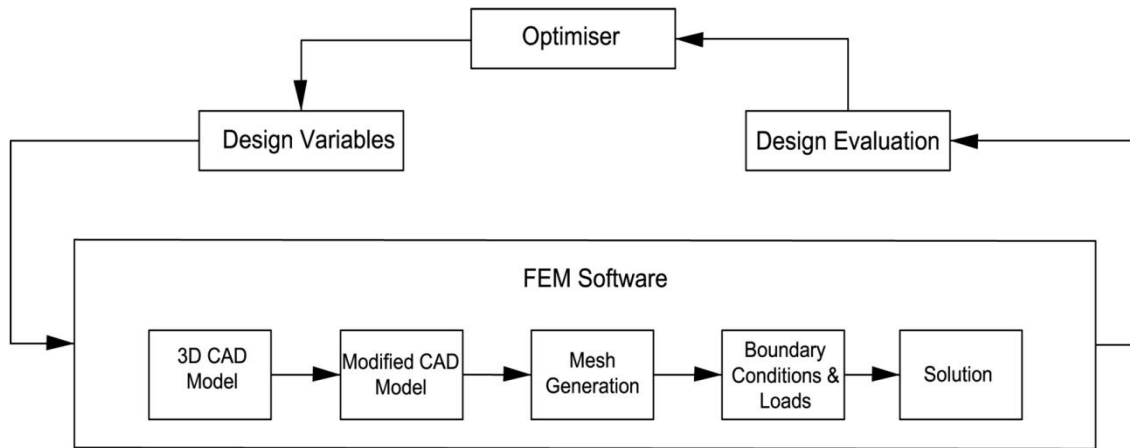 Optimiser
Design Variables
Design Evaluation
FEM Software
3D CAD
Model
Modified CAD
Model
Mesh
Generation
Boundary
Conditions &
Loads
Solution